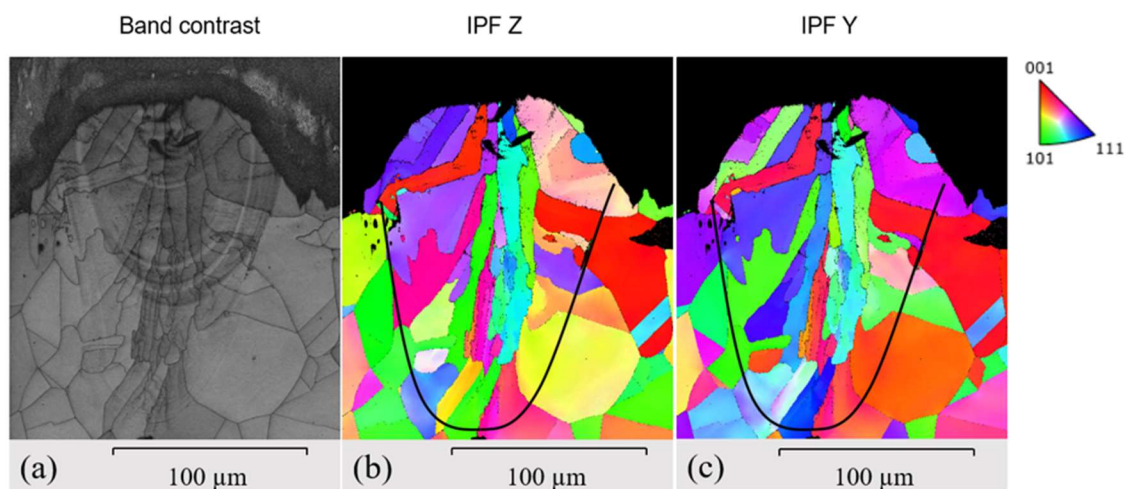 Band contrast
IPF Z
IPF Y
001
101
111
(a)
100 µm
(b)
100 µm
(c)
100 µm